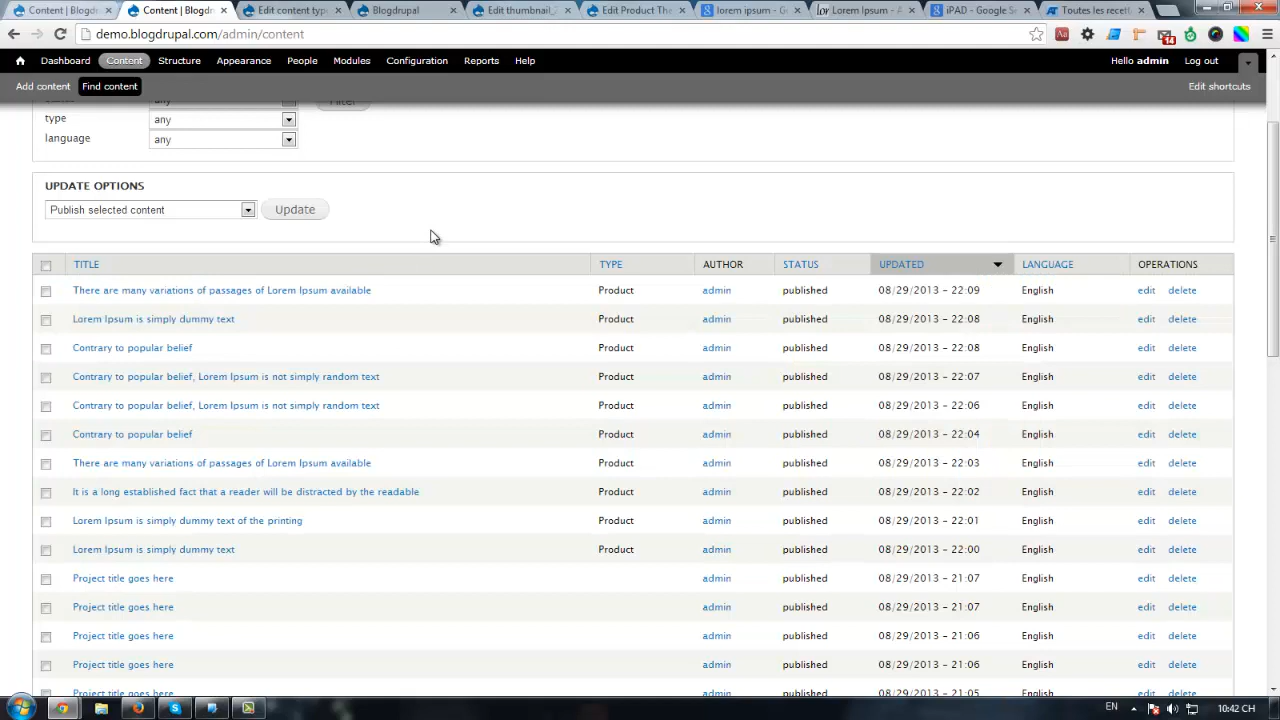 Content | Blogdrupal
Content | Blogdrupal
Edit content type
Blogdrupal
Edit thumbnail_
Edit Product The
lorem ipsum - G
Lorem Ipsum - A
iPAD - Google Se
Toutes les recett
demo.blogdrupal.com/admin/content
14
Dashboard Content Structure Appearance People Modules Configuration Reports Help Hello admin Log out
Add content Find content Edit shortcuts
any Filter
type any
language any
UPDATE OPTIONS
Publish selected content Update
TITLE TYPE AUTHOR STATUS UPDATED LANGUAGE OPERATIONS
There are many variations of passages of Lorem Ipsum available Product admin published 08/29/2013 - 22:09 English edit delete
Lorem Ipsum is simply dummy text Product admin published 08/29/2013 - 22:08 English edit delete
Contrary to popular belief Product admin published 08/29/2013 - 22:08 English edit delete
Contrary to popular belief, Lorem Ipsum is not simply random text Product admin published 08/29/2013 - 22:07 English edit delete
Contrary to popular belief, Lorem Ipsum is not simply random text Product admin published 08/29/2013 - 22:06 English edit delete
Contrary to popular belief Product admin published 08/29/2013 - 22:04 English edit delete
There are many variations of passages of Lorem Ipsum available Product admin published 08/29/2013 - 22:03 English edit delete
It is a long established fact that a reader will be distracted by the readable Product admin published 08/29/2013 - 22:02 English edit delete
Lorem Ipsum is simply dummy text of the printing Product admin published 08/29/2013 - 22:01 English edit delete
Lorem Ipsum is simply dummy text Product admin published 08/29/2013 - 22:00 English edit delete
Project title goes here admin published 08/29/2013 - 21:07 English edit delete
Project title goes here admin published 08/29/2013 - 21:07 English edit delete
Project title goes here admin published 08/29/2013 - 21:06 English edit delete
Project title goes here admin published 08/29/2013 - 21:06 English edit delete
Project title goes here admin published 08/29/2013 - 21:05 English edit delete
EN 10:42 CH